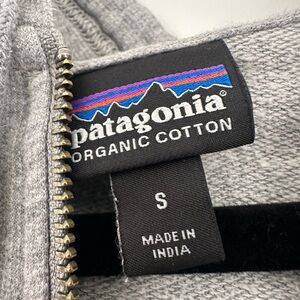 patagonia®
ORGANIC COTTON
S
MADE IN
INDIA